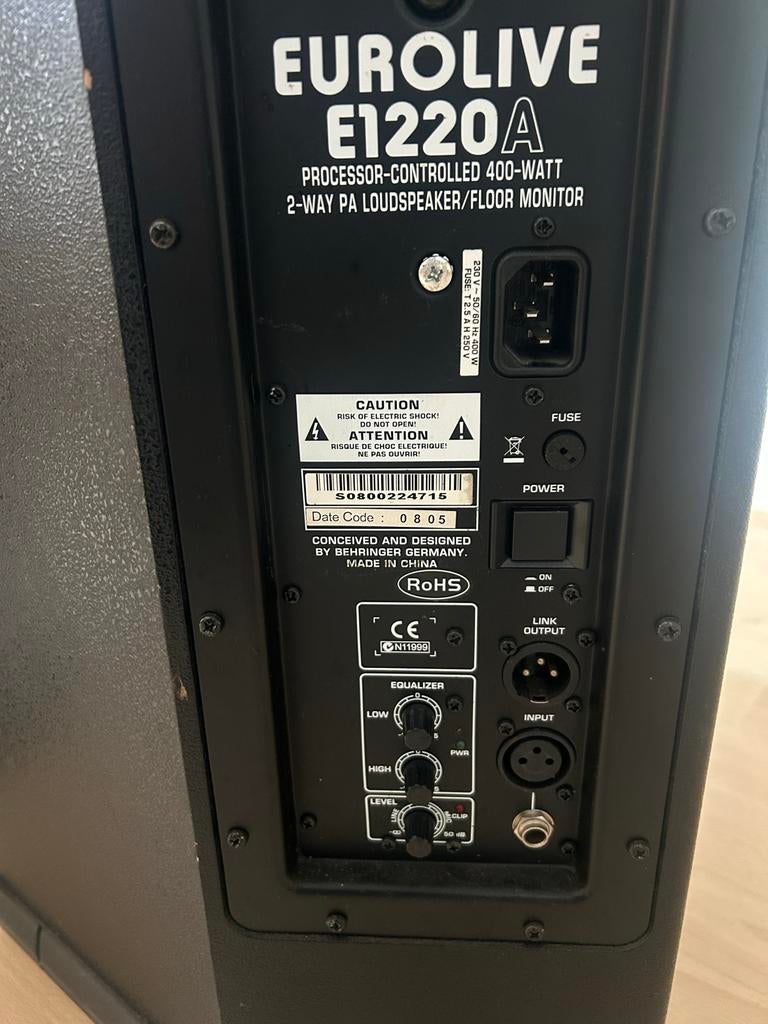 EUROLIVE
E1220A
PROCESSOR-CONTROLLED 400-WATT
2-WAY PA LOUDSPEAKER/FLOOR MONITOR
230 V ~ 50/60 Hz 400 W
FUSE: T 2.5 A H 250 V
CAUTION
RISK OF ELECTRIC SHOCK!
DO NOT OPEN!
ATTENTION
RISQUE DE CHOC ELECTRIQUE!
NE PAS OUVRIR!
FUSE
S0800224715
Date Code : 0805
POWER
CONCEIVED AND DESIGNED
BY BEHRINGER GERMANY.
MADE IN CHINA
RoHS
ON
OFF
CE
N11999
LINK
OUTPUT
EQUALIZER
0
LOW
PWR
HIGH
INPUT
LEVEL
LINE
MIC
CLIP
-∞
50 dB